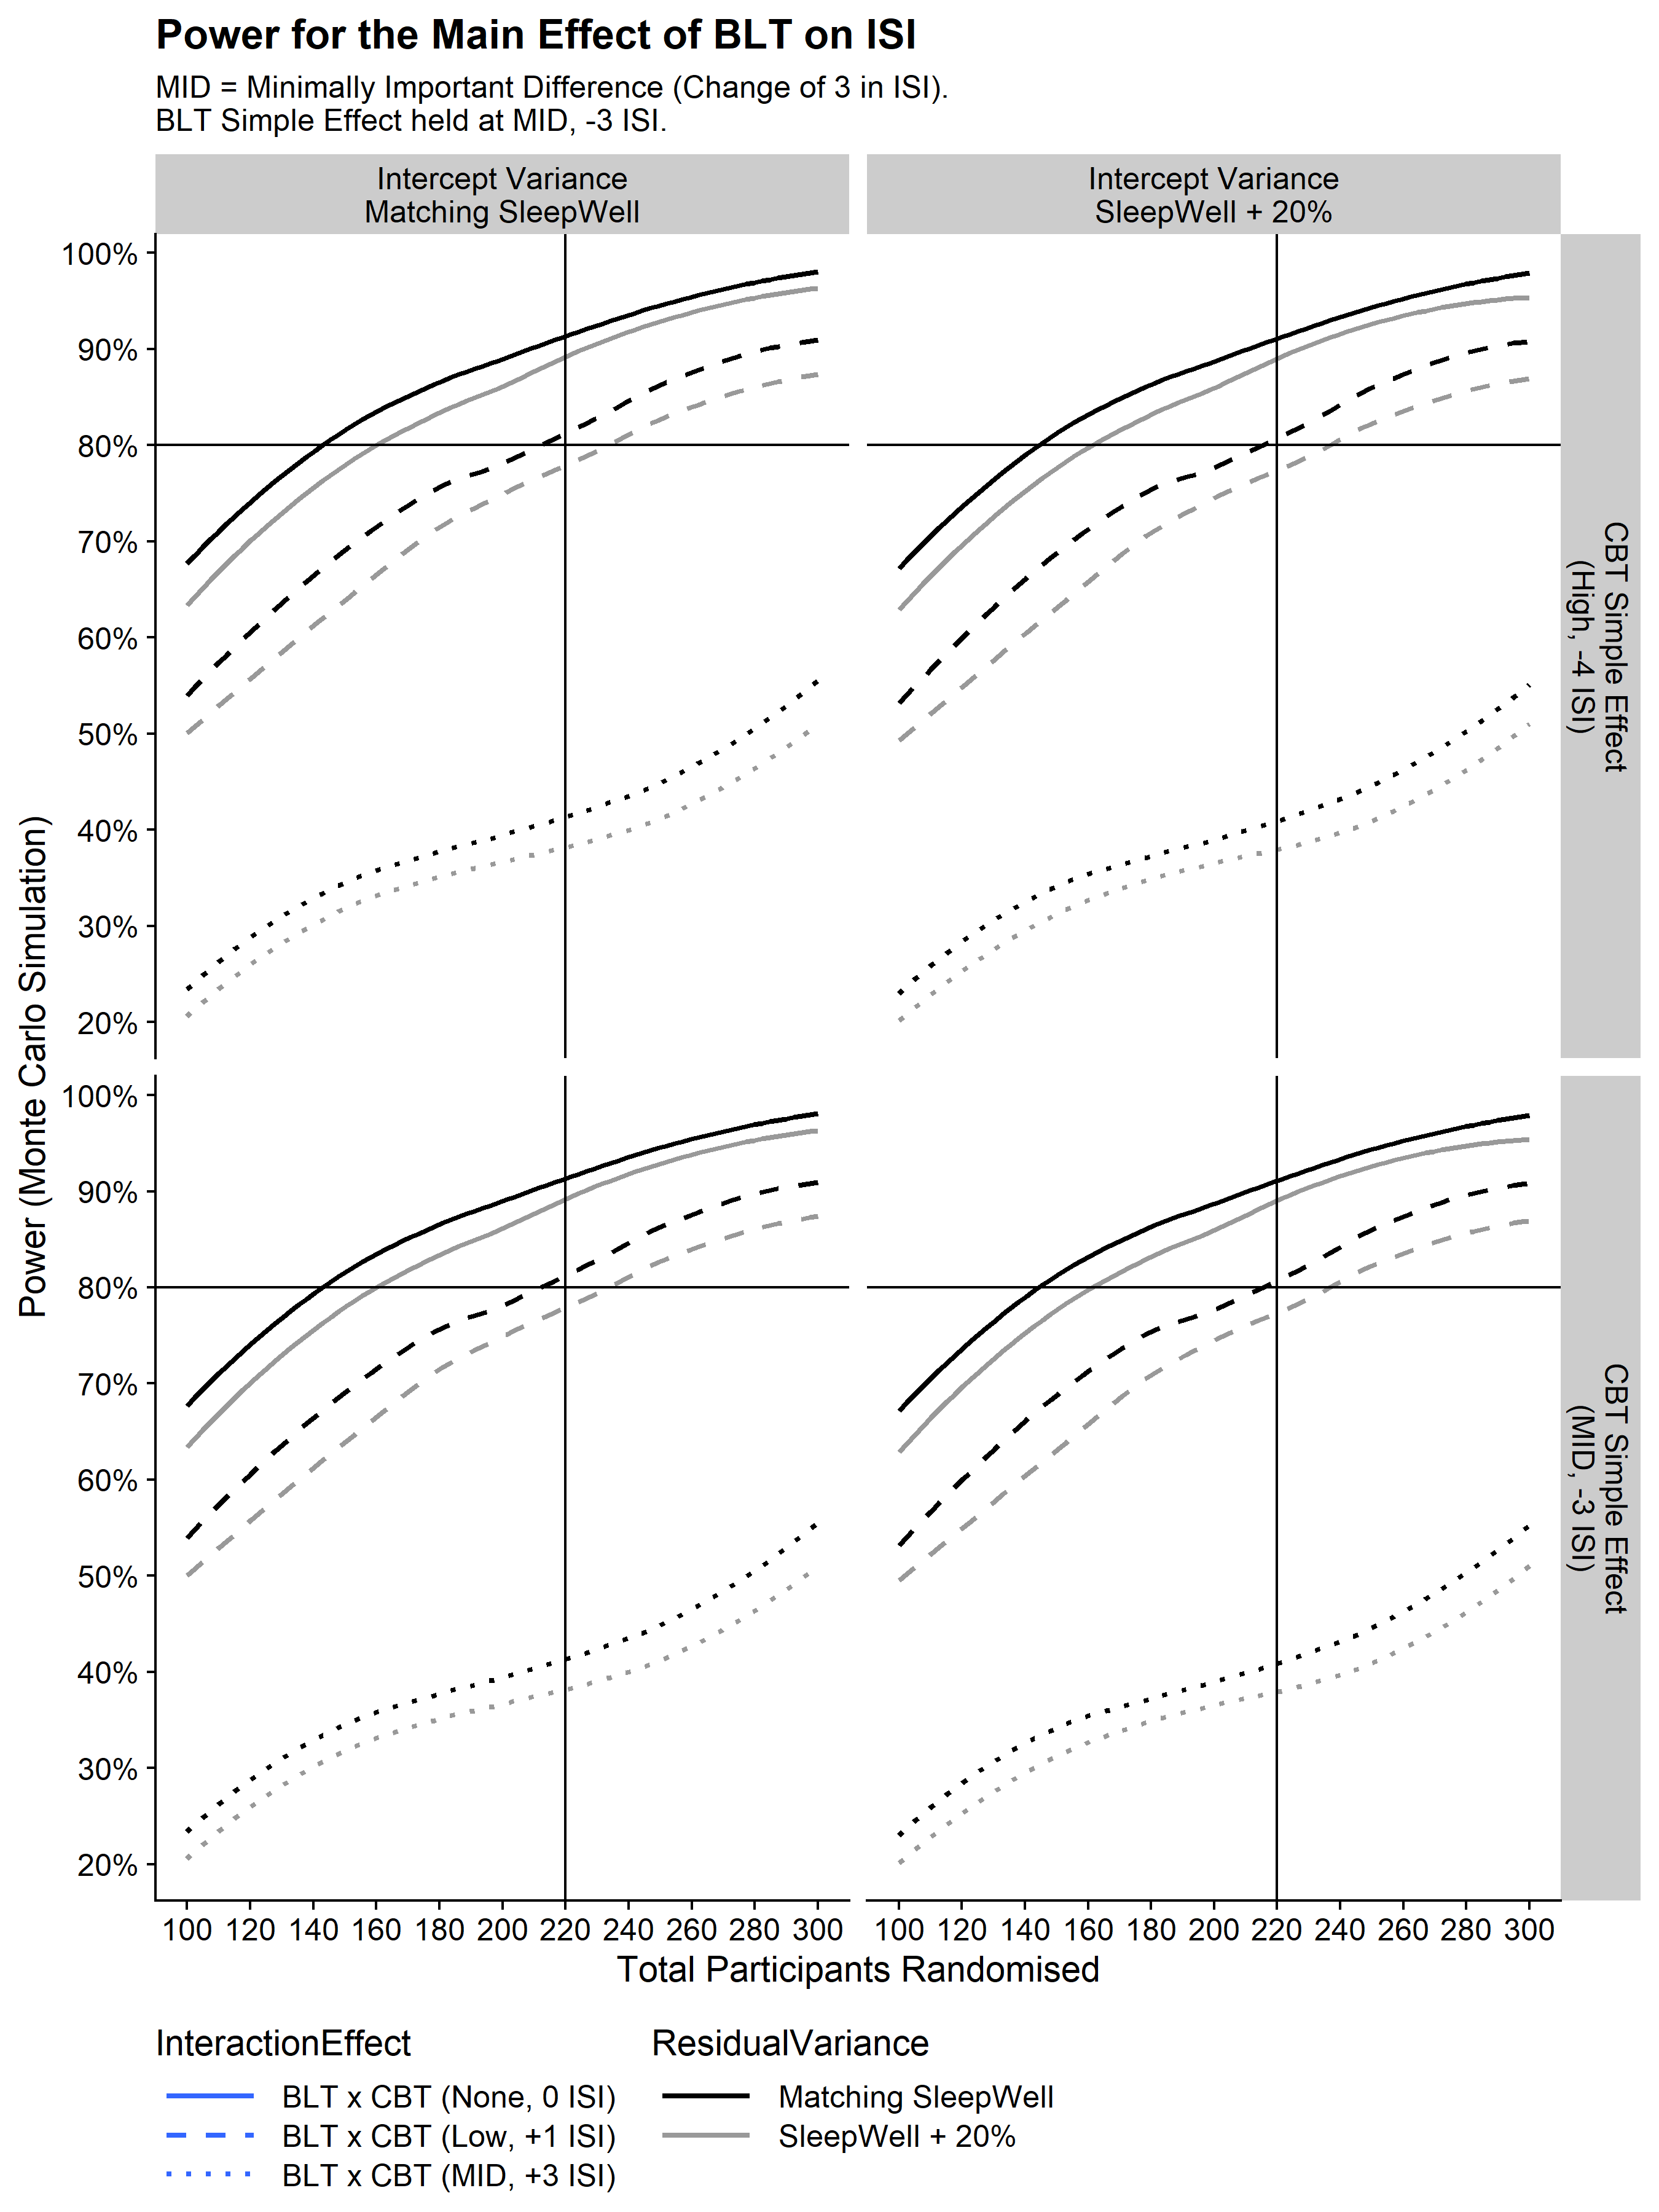 Power for the Main Effect of BLT on ISI
MID = Minimally Important Difference (Change of 3 in ISI).
BLT Simple Effect held at MID, -3 ISI.
Intercept Variance
Matching SleepWell
Intercept Variance
SleepWell + 20%
100%
90%
80%
70%
60%
50%
40%
30%
20%
CBT Simple Effect
(High, -4 ISI)
Power (Monte Carlo Simulation)
100%
90%
80%
70%
60%
50%
40%
30%
20%
CBT Simple Effect
(MID, -3 ISI)
100 120 140 160 180 200 220 240 260 280 300
100 120 140 160 180 200 220 240 260 280 300
Total Participants Randomised
InteractionEffect
BLT x CBT (None, 0 ISI)
BLT x CBT (Low, +1 ISI)
BLT x CBT (MID, +3 ISI)
ResidualVariance
Matching SleepWell
SleepWell + 20%